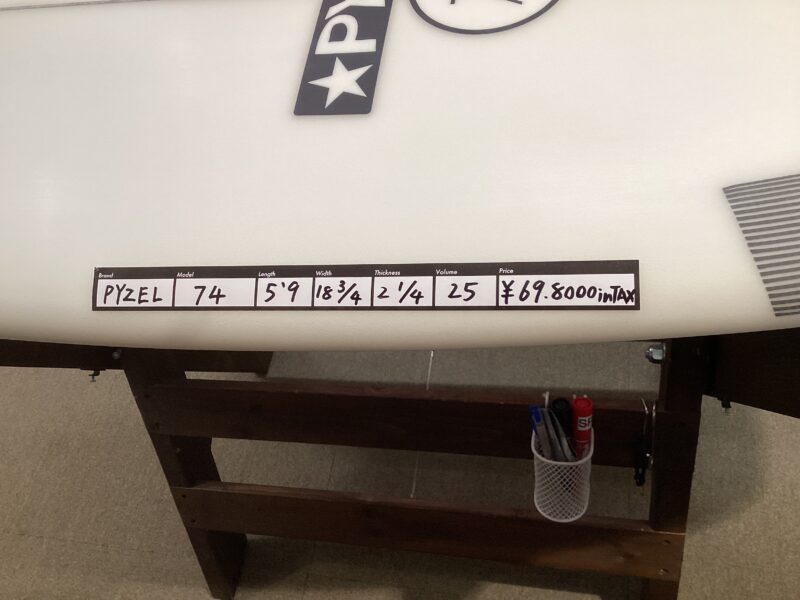 ★PY
Brand Model Length Width Thickness Volume Price
PYZEL 74 5'9 18 3/4 2 1/4 25 ¥69.8000inTAX